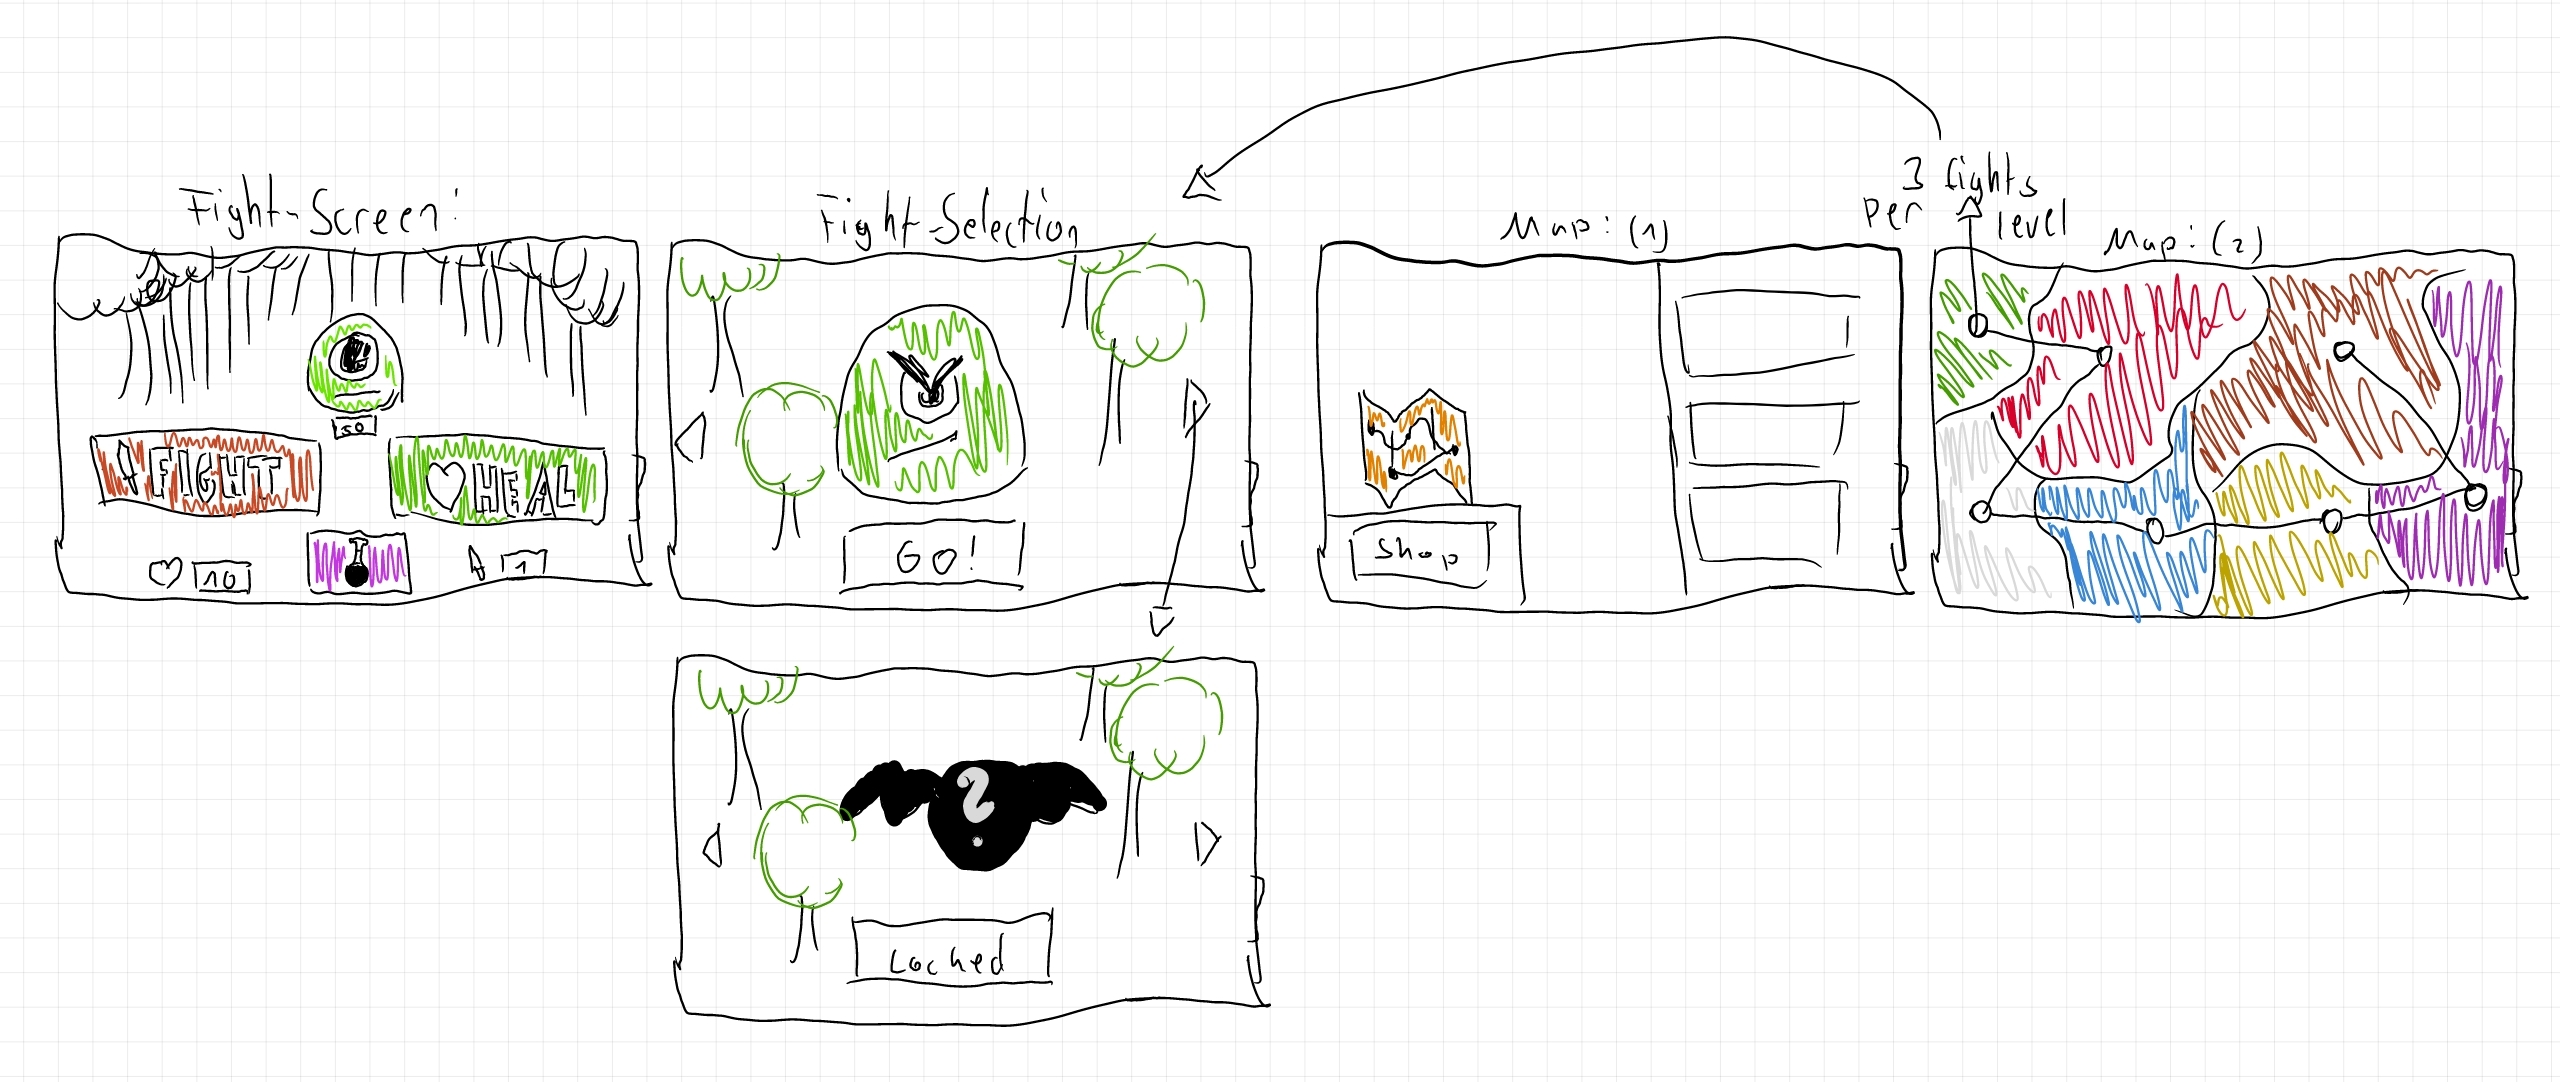 Fight-Screen:
50
FIGHT
HEAL
10
1
Fight-Selection
GO!
Locked
Map: (1)
Shop
3 fights
per level
Map: (2)
?